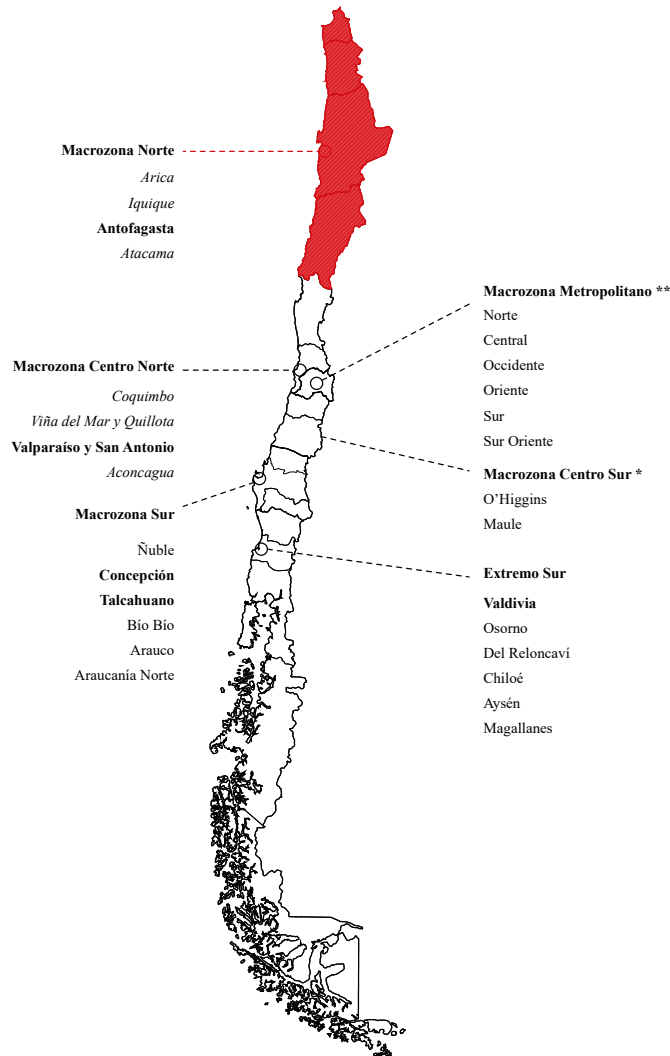 Macrozona Norte
Arica
Iquique
Antofagasta
Atacama
Macrozona Centro Norte
Coquimbo
Viña del Mar y Quillota
Valparaíso y San Antonio
Aconcagua
Macrozona Sur
Ñuble
Concepción
Talcahuano
Bío Bío
Arauco
Araucanía Norte
Macrozona Metropolitano **
Norte
Central
Occidente
Oriente
Sur
Sur Oriente
Macrozona Centro Sur *
O’Higgins
Maule
Extremo Sur
Valdivia
Osorno
Del Reloncaví
Chiloé
Aysén
Magallanes